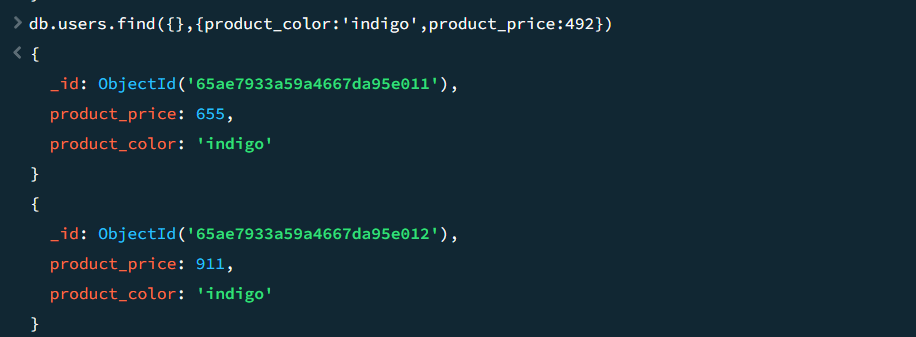 > db.users.find({},{product_color:'indigo',product_price:492})
< {
_id: ObjectId('65ae7933a59a4667da95e011'),
product_price: 655,
product_color: 'indigo'
}
{
_id: ObjectId('65ae7933a59a4667da95e012'),
product_price: 911,
product_color: 'indigo'
}